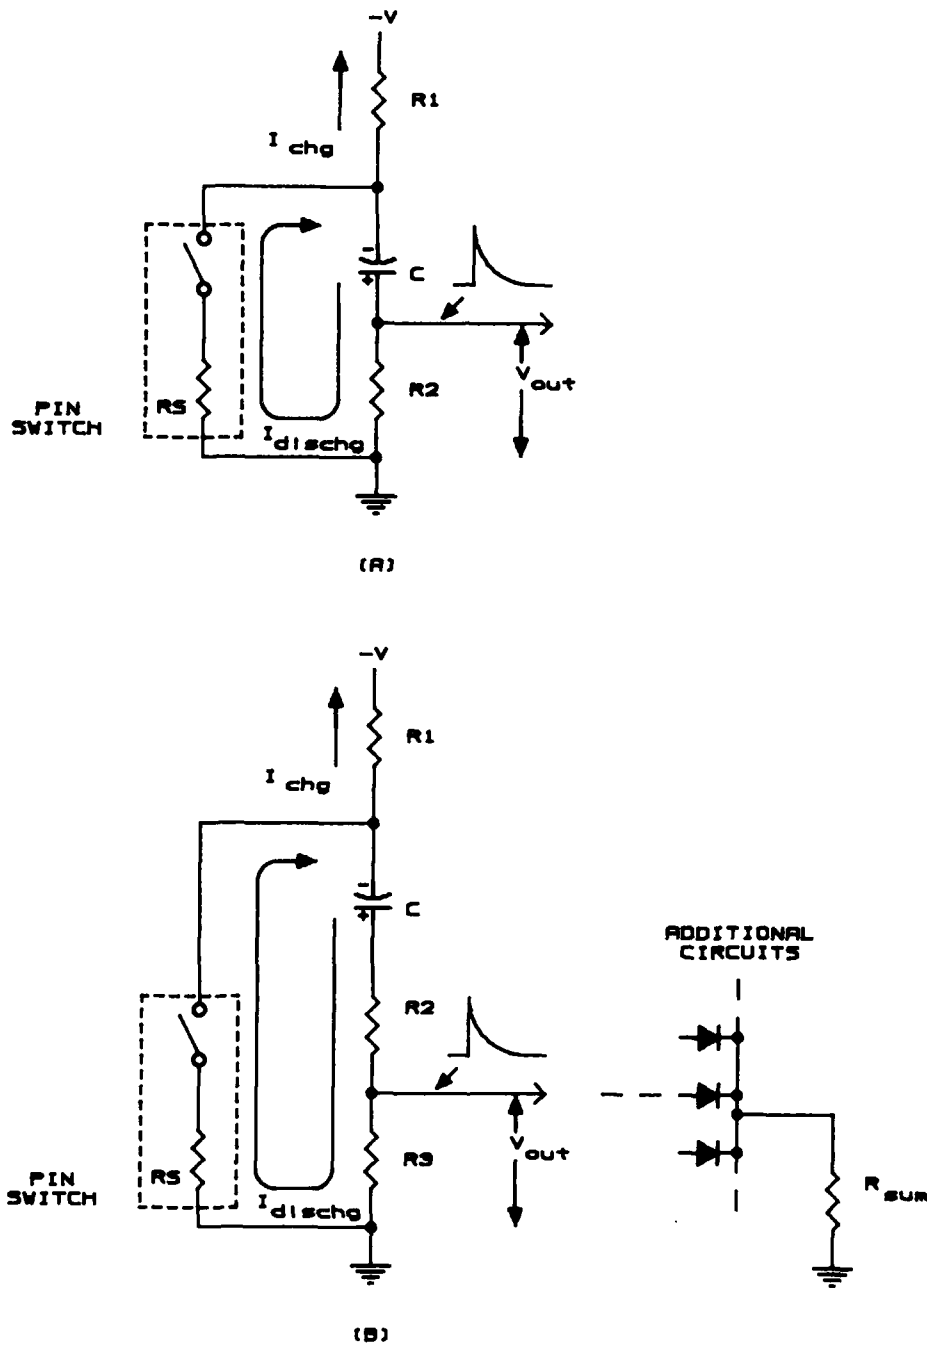 -V
R1
I chg
- C
+
V out
R2
RS
PIN
SWITCH
I dischg
(A)
-V
R1
I chg
- C
+
ADDITIONAL
CIRCUITS
R2
V out
R3
RS
PIN
SWITCH
I dischg
R sum
(B)